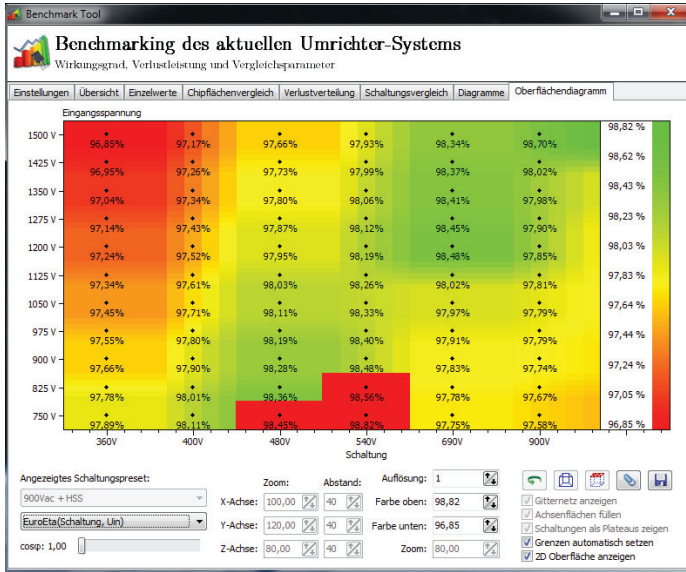 Benchmark Tool
Benchmarking des aktuellen Umrichter-Systems
Wirkungsgrad, Verlustleistung und Vergleichsparameter
Einstellungen Übersicht Einzelwerte Chipflächenvergleich Verlustverteilung Schaltungsvergleich Diagramme Oberflächendiagramm
Eingangsspannung
1500 V 96,85% 97,17% 97,66% 97,93% 98,34% 98,70% 98,82 %
1425 V 96,95% 97,26% 97,73% 97,99% 98,37% 98,02% 98,62 %
1350 V 97,04% 97,34% 97,80% 98,06% 98,41% 97,98% 98,43 %
1275 V 97,14% 97,43% 97,87% 98,12% 98,45% 97,90% 98,23 %
1200 V 97,24% 97,52% 97,95% 98,19% 98,48% 97,85% 98,03 %
1125 V 97,34% 97,61% 98,03% 98,26% 98,02% 97,81% 97,83 %
1050 V 97,45% 97,71% 98,11% 98,33% 97,97% 97,79% 97,64 %
975 V 97,55% 97,80% 98,19% 98,40% 97,91% 97,79% 97,44 %
900 V 97,66% 97,90% 98,28% 98,48% 97,83% 97,74% 97,24 %
825 V 97,78% 98,01% 98,36% 98,56% 97,78% 97,67% 97,05 %
750 V 97,89% 98,11% 98,45% 98,82% 97,75% 97,58% 96,85 %
360V 400V 480V 540V 690V 900V
Schaltung
Angezeigtes Schaltungspreset:
900Vac + HSS
EuroEta(Schaltung, Uin)
cosφ: 1,00
Zoom: Abstand: Auflösung: 1
X-Achse: 100,00 40 Farbe oben: 98,82
Y-Achse: 120,00 40 Farbe unten: 96,85
Z-Achse: 80,00 40 Zoom: 80,00
Gitternetz anzeigen
Achsenflächen füllen
Schaltungen als Plateaus zeigen
Grenzen automatisch setzen
2D Oberfläche anzeigen